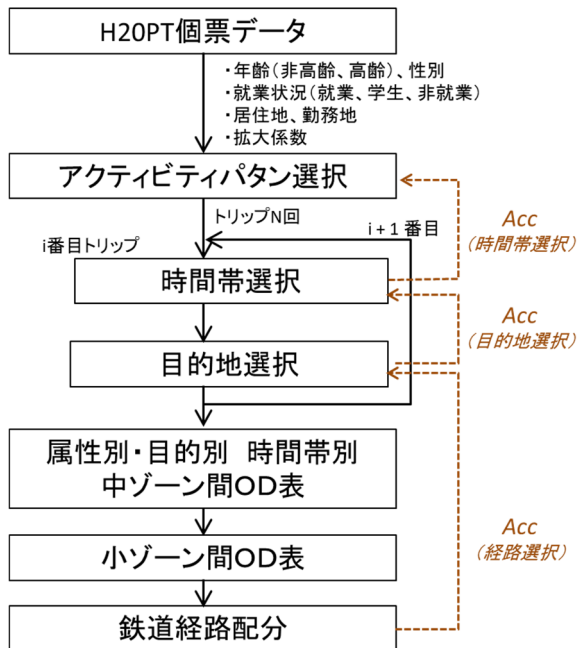 H20PT個票データ
・年齢(非高齢、高齢)、性別
・就業状況(就業、学生、非就業)
・居住地、勤務地
・拡大係数
アクティビティパタン選択
トリップN回
i番目トリップ
i+1 番目
Acc
(時間帯選択)
時間帯選択
Acc
(目的地選択)
目的地選択
属性別・目的別 時間帯別
中ゾーン間OD表
Acc
(経路選択)
小ゾーン間OD表
鉄道経路配分